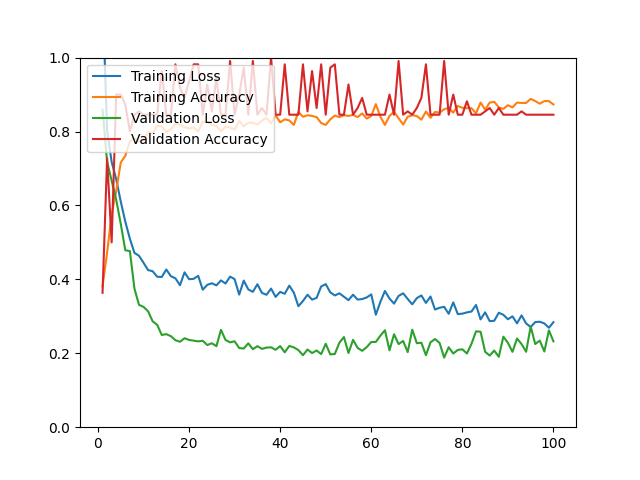 1.0
0.8
0.6
0.4
0.2
0.0
Training Loss
Training Accuracy
Validation Loss
Validation Accuracy
0 20 40 60 80 100